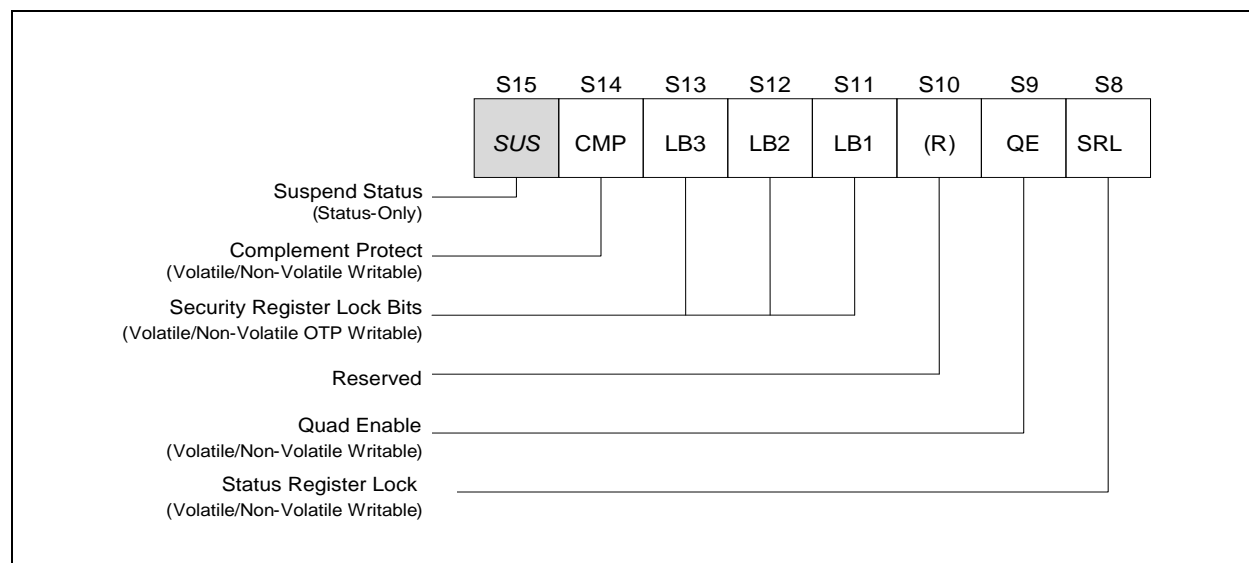 S15 S14 S13 S12 S11 S10 S9 S8
SUS CMP LB3 LB2 LB1 (R) QE SRL
Suspend Status
(Status-Only)
Complement Protect
(Volatile/Non-Volatile Writable)
Security Register Lock Bits
(Volatile/Non-Volatile OTP Writable)
Reserved
Quad Enable
(Volatile/Non-Volatile Writable)
Status Register Lock
(Volatile/Non-Volatile Writable)